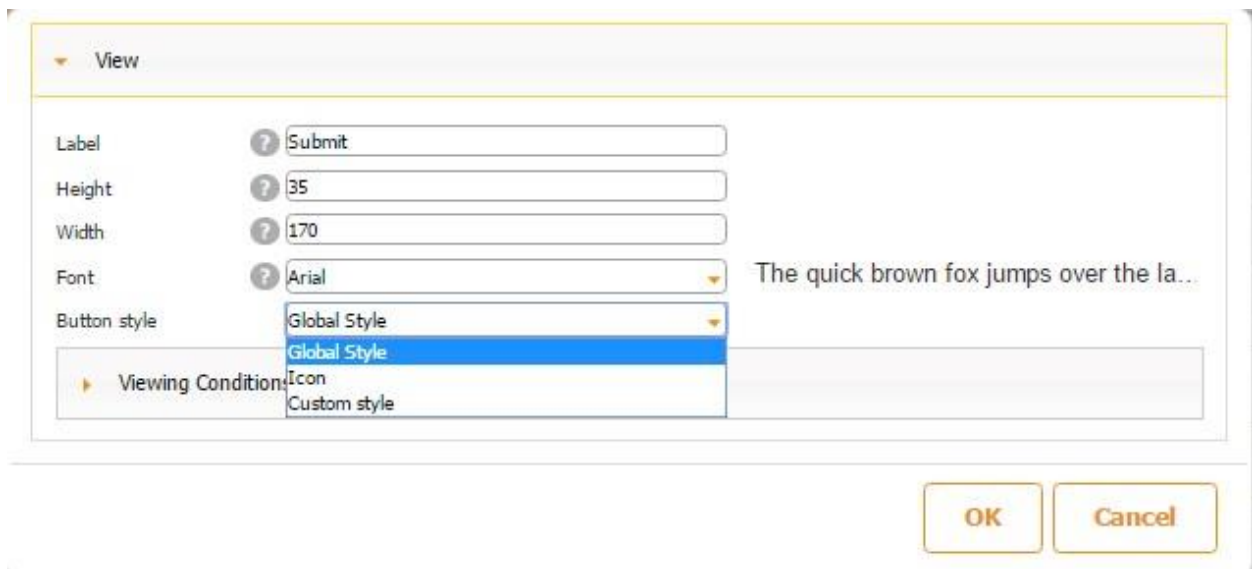 View
Label ? Submit
Height ? 35
Width ? 170
Font ? Arial The quick brown fox jumps over the la...
Button style Global Style
Global Style
Viewing Conditions Icon
Custom style
OK Cancel